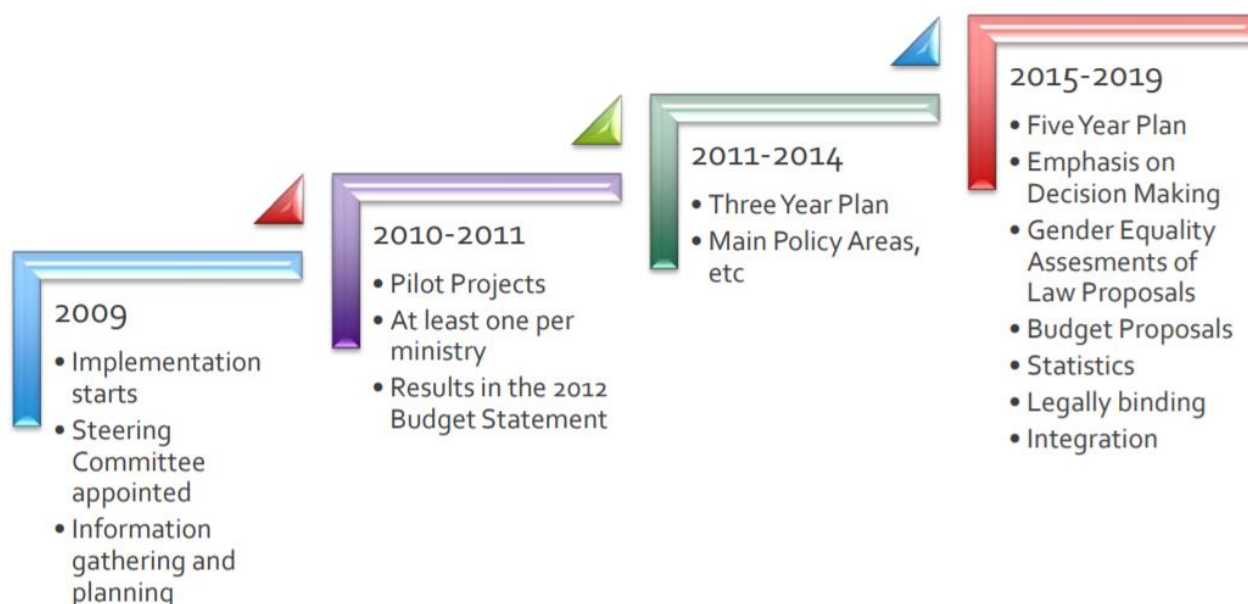 2009
• Implementation
starts
• Steering
Committee
appointed
• Information
gathering and
planning
2010-2011
• Pilot Projects
• At least one per
ministry
• Results in the 2012
Budget Statement
2011-2014
• Three Year Plan
• Main Policy Areas,
etc
2015-2019
• Five Year Plan
• Emphasis on
Decision Making
• Gender Equality
Assesments of
Law Proposals
• Budget Proposals
• Statistics
• Legally binding
• Integration